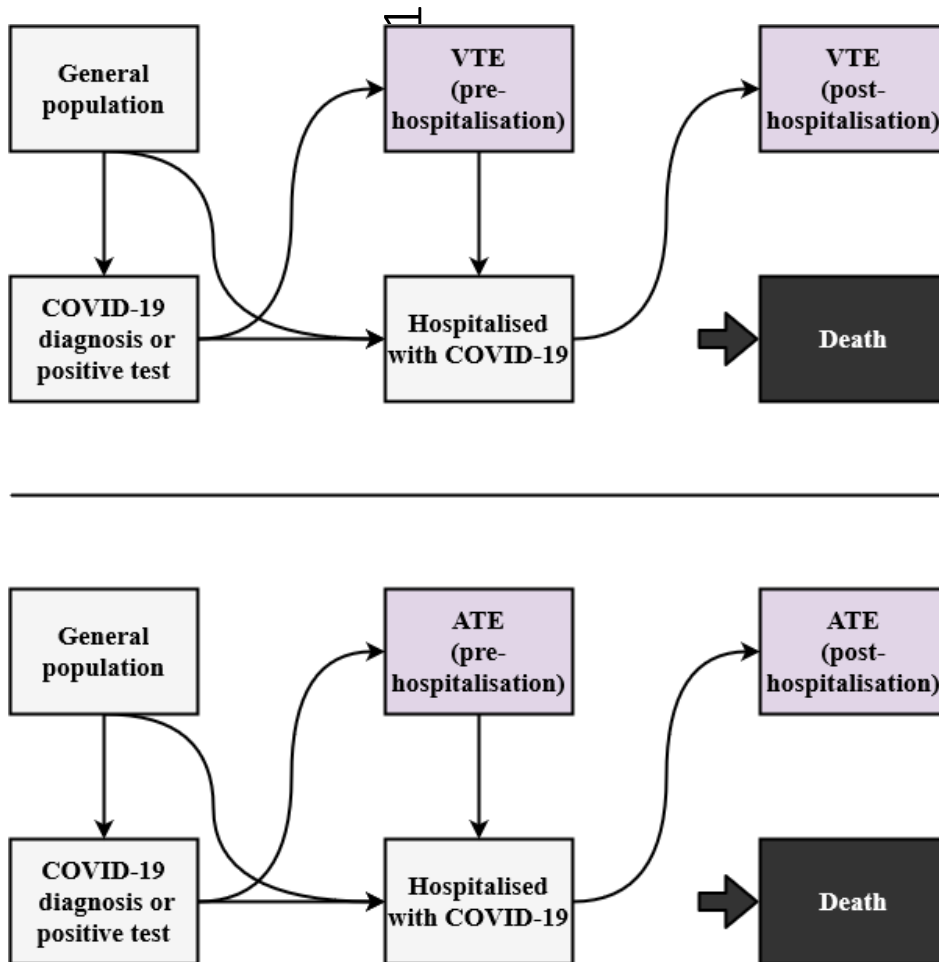 1
General
population
VTE
(pre-
hospitalisation)
VTE
(post-
hospitalisation)
COVID-19
diagnosis or
positive test
Hospitalised
with COVID-19
Death
General
population
ATE
(pre-
hospitalisation)
ATE
(post-
hospitalisation)
COVID-19
diagnosis or
positive test
Hospitalised
with COVID-19
Death